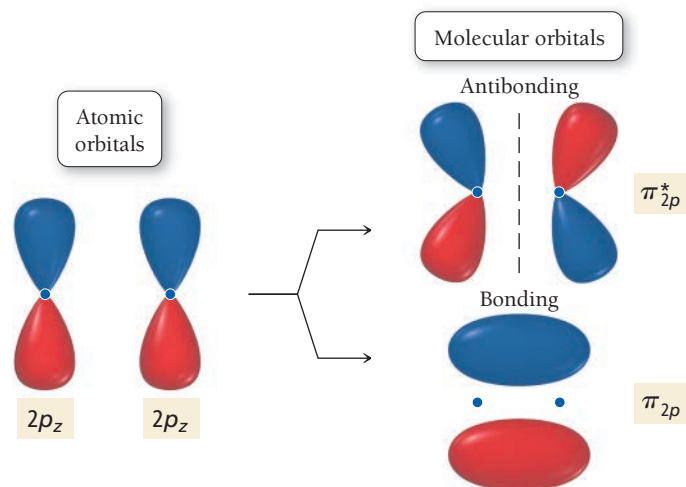 Molecular orbitals
Antibonding
Atomic
orbitals
π*2p
Bonding
π2p
2pz
2pz